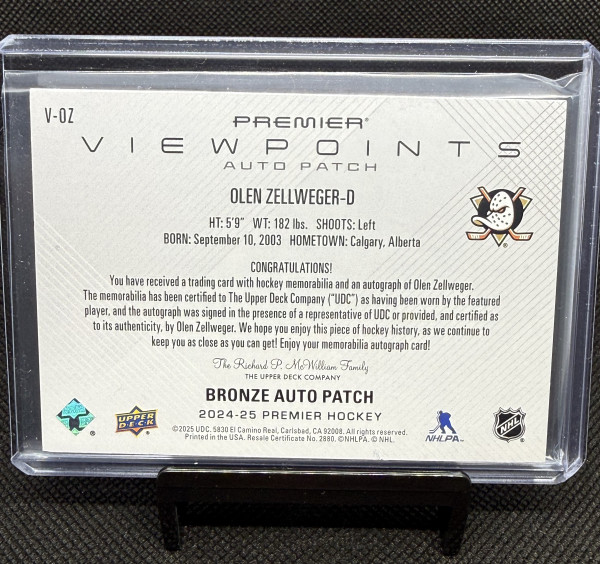 V-OZ
PREMIER®
VIEWPOINTS
AUTO PATCH
OLEN ZELLWEGER-D
HT: 5'9" WT: 182 lbs. SHOOTS: Left
BORN: September 10, 2003 HOMETOWN: Calgary, Alberta
CONGRATULATIONS!
You have received a trading card with hockey memorabilia and an autograph of Olen Zellweger.
The memorabilia has been certified to The Upper Deck Company ("UDC") as having been worn by the featured
player, and the autograph was signed in the presence of a representative of UDC or provided, and certified as
to its authenticity, by Olen Zellweger. We hope you enjoy this piece of hockey history, as we continue to
keep you as close as you can get! Enjoy your memorabilia autograph card!
The Richard P. McWilliam Family
THE UPPER DECK COMPANY
BRONZE AUTO PATCH
2024-25 PREMIER HOCKEY
UPPER
DECK
©2025 UDC. 5830 El Camino Real, Carlsbad, CA 92008. All rights reserved.
Printed in the USA. Resale Certificate No. 2880. ©NHLPA. © NHL.
NHLPA
NHL